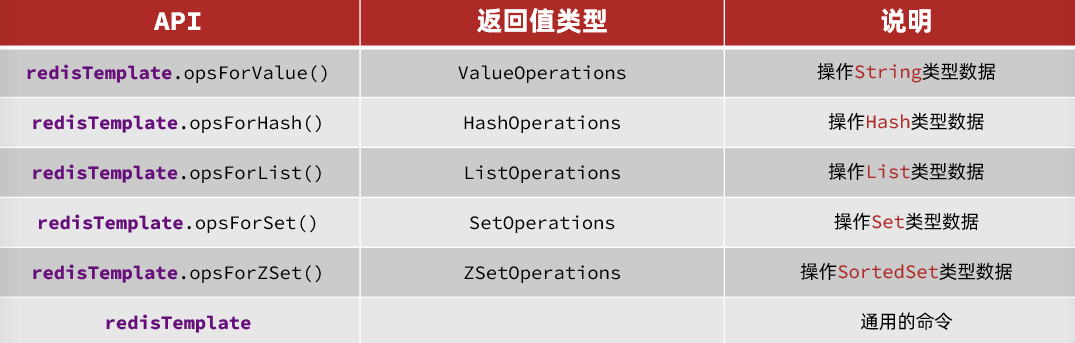 API 返回值类型 说明
redisTemplate.opsForValue() ValueOperations 操作String类型数据
redisTemplate.opsForHash() HashOperations 操作Hash类型数据
redisTemplate.opsForList() ListOperations 操作List类型数据
redisTemplate.opsForSet() SetOperations 操作Set类型数据
redisTemplate.opsForZSet() ZSetOperations 操作SortedSet类型数据
redisTemplate 通用的命令